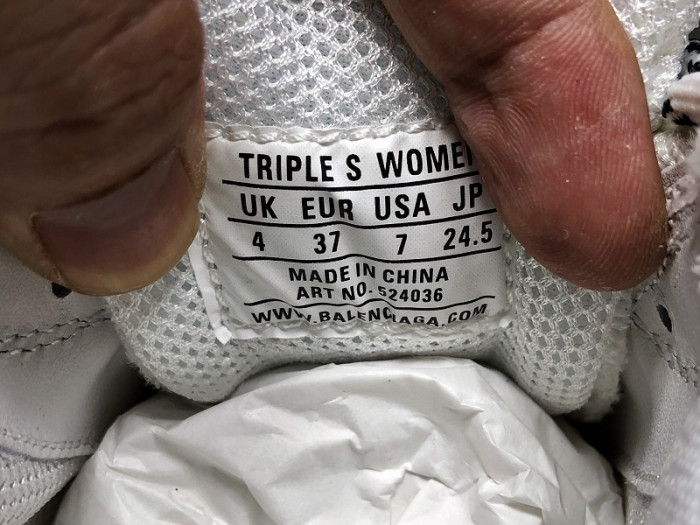 TRIPLE S WOME
UK EUR USA JP
4 37 7 24.5
MADE IN CHINA
ART NO. 524036
WWW.BALENCIAGA.COM